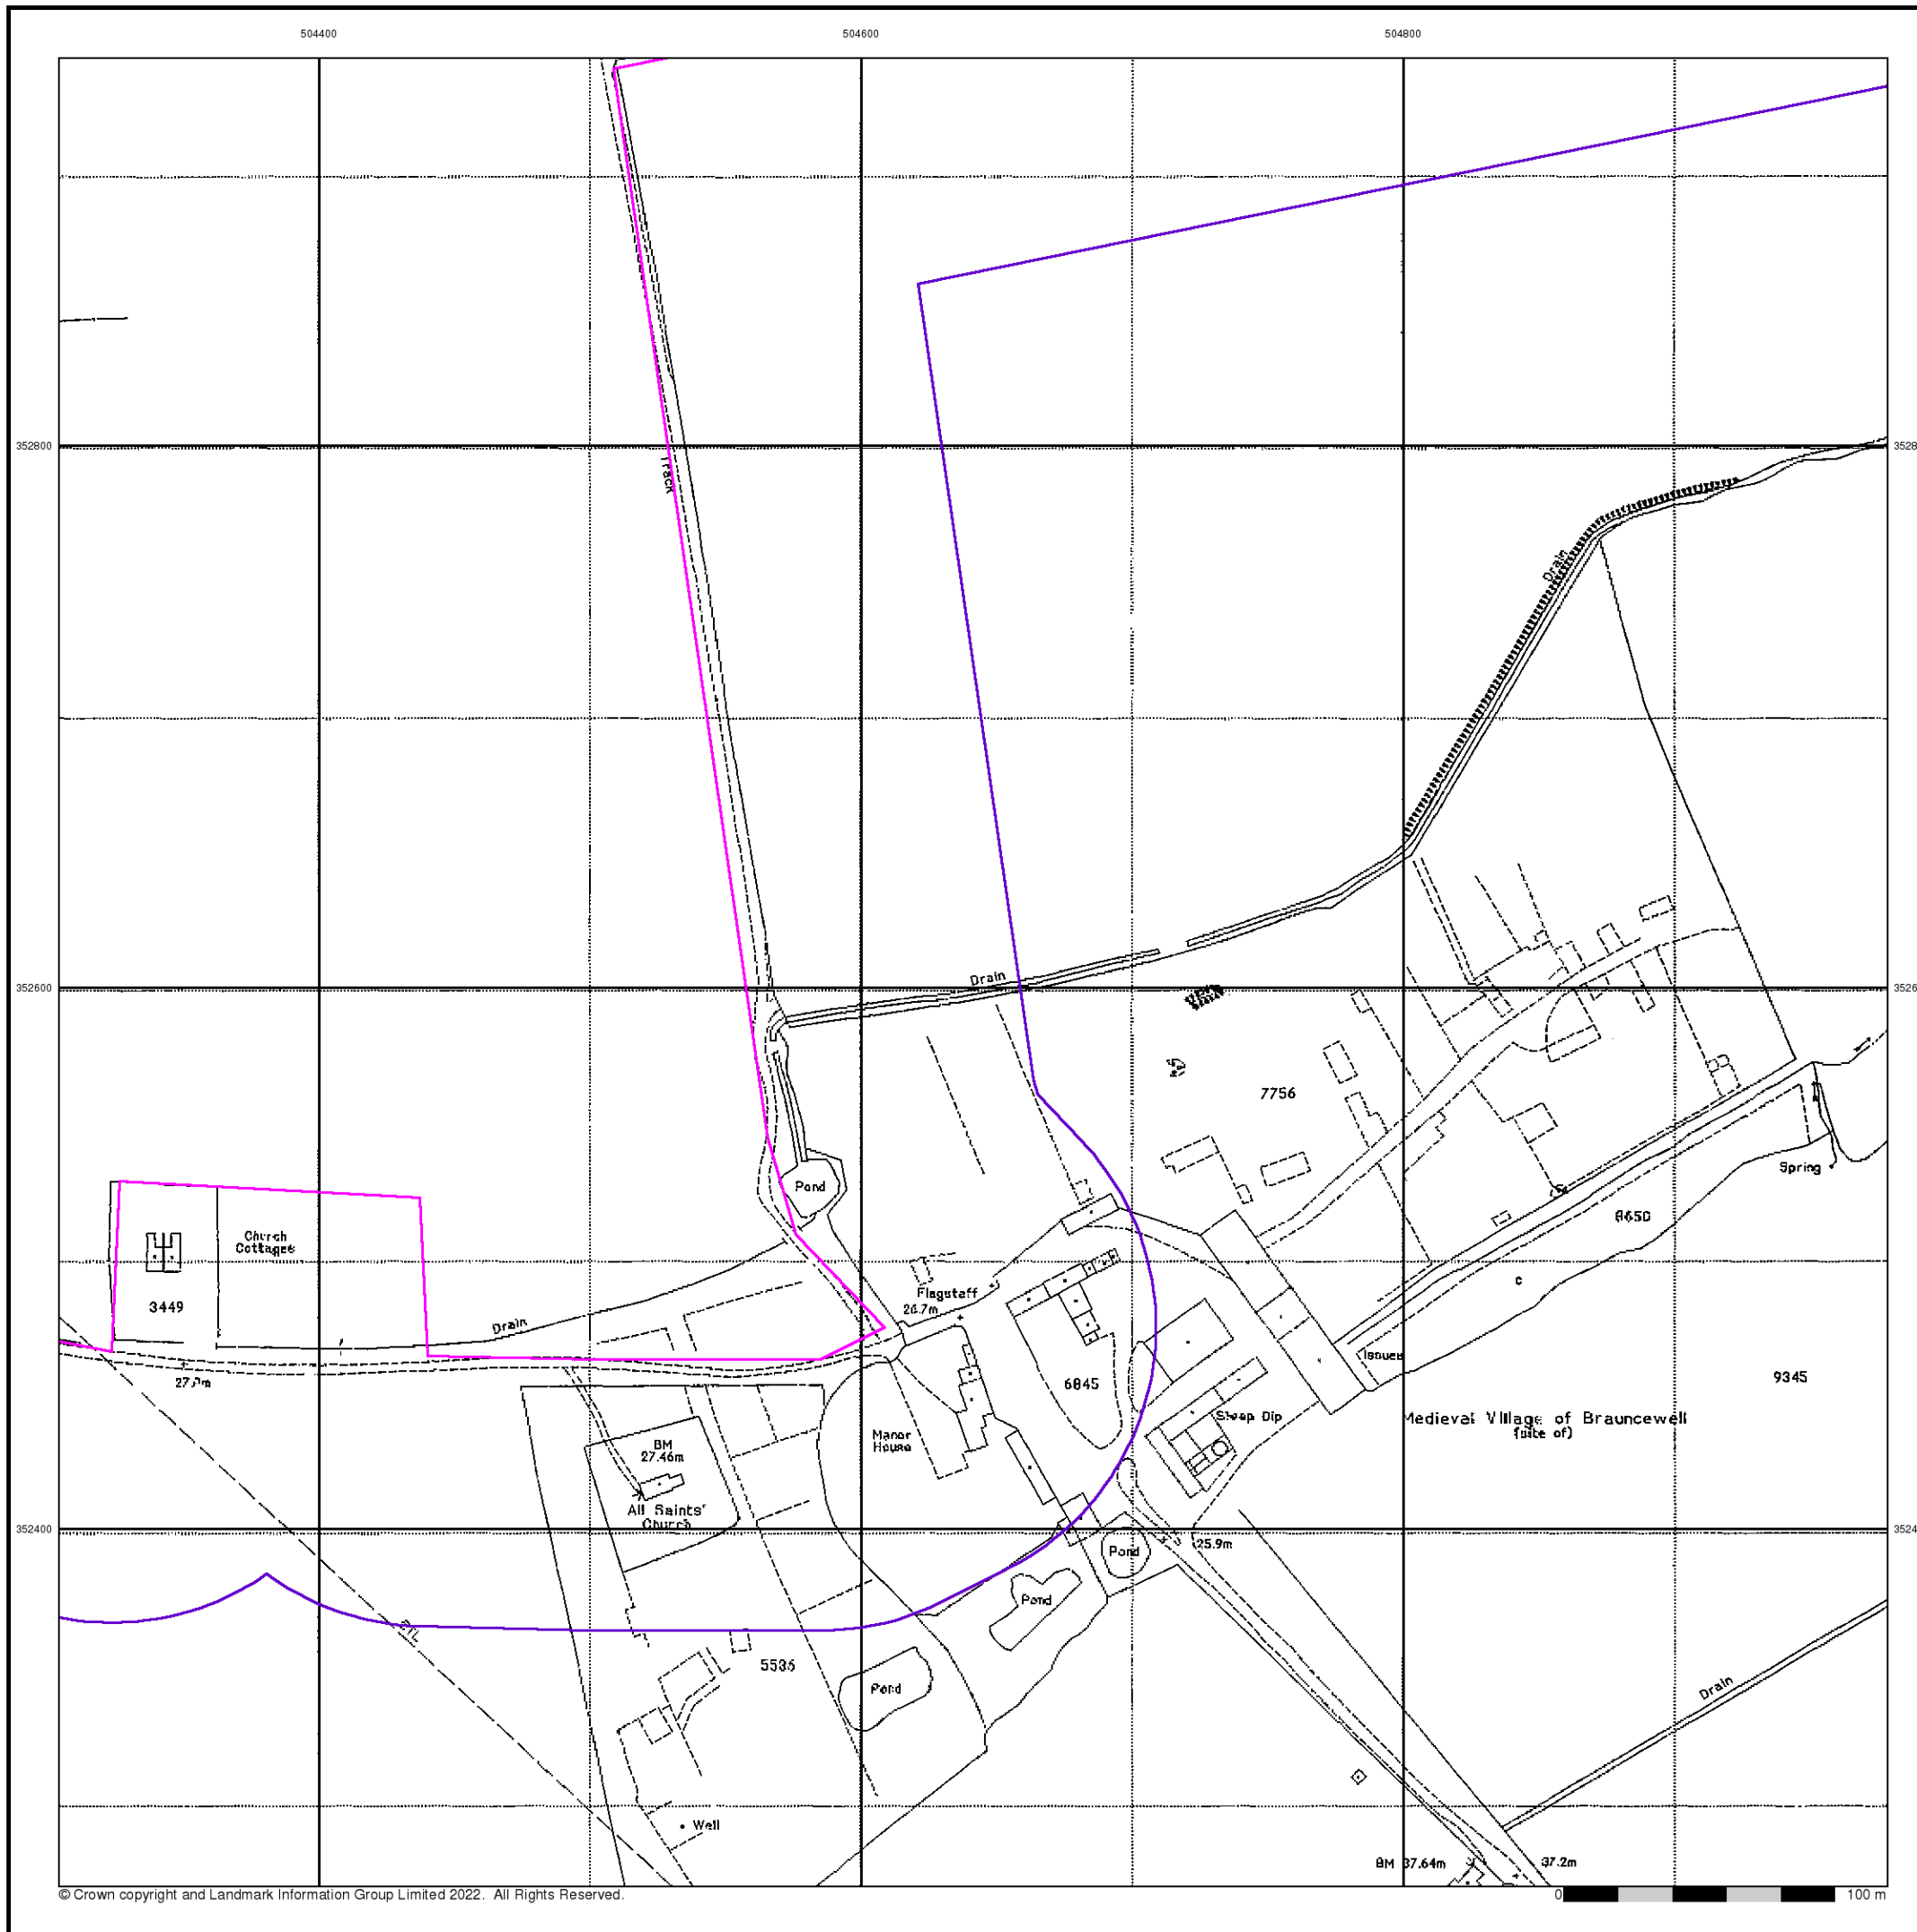 504400
504600
504800
352800
3528
Track
Drain
352600
3526
Drain
7756
Pond
Spring
8650
Church
Cottages
Flagstaff
26.7m
3449
Drain
Issues
27.0m
6845
9345
Sheep Dip
Medieval Village of Brauncewell
(site of)
Manor
House
BM
27.46m
All Saints'
Church
352400
3524
25.9m
Pond
Pond
5536
Pond
Drain
Well
BM 37.64m
37.2m
© Crown copyright and Landmark Information Group Limited 2022. All Rights Reserved.
0
100 m